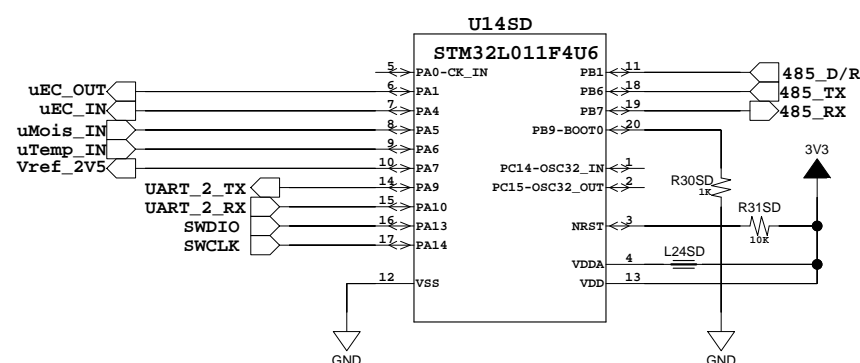 U14SD
STM32L011F4U6
5 PA0-CK_IN PB1 11 485_D/R
uEC_OUT 6 PA1 PB6 18 485_TX
uEC_IN 7 PA4 PB7 19 485_RX
uMois_IN 8 PA5 PB9-BOOT0 20
uTemp_IN 9 PA6 3V3
Vref_2V5 10 PA7 PC14-OSC32_IN 1
UART_2_TX 14 PA9 PC15-OSC32_OUT 2 R30SD
1K
UART_2_RX 15 PA10 R31SD
SWDIO 16 PA13 NRST 3
10K
SWCLK 17 PA14
VDDA 4 L24SD
12 VSS VDD 13
GND GND